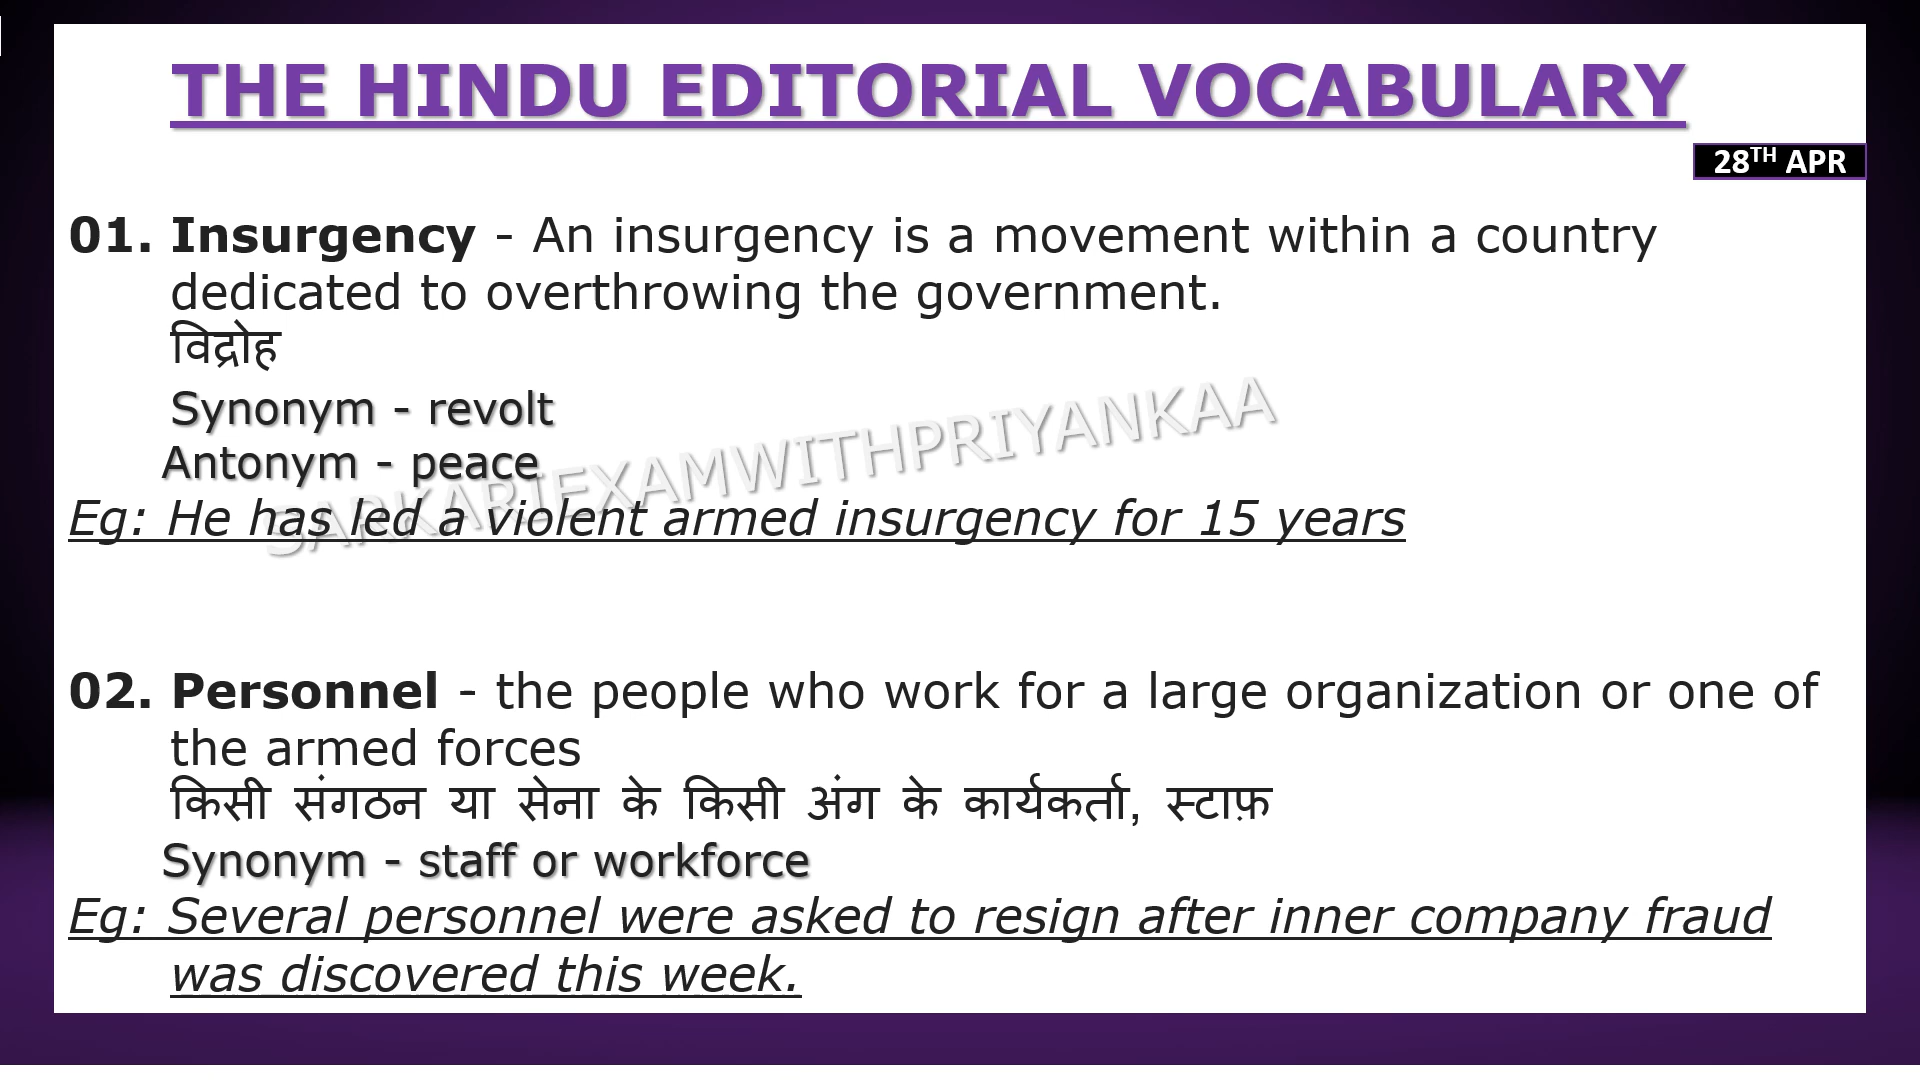 THE HINDU EDITORIAL VOCABULARY
28TH APR
01. Insurgency - An insurgency is a movement within a country
dedicated to overthrowing the government.
विद्रोह
Synonym - revolt
Antonym - peace
SARKARIEXAMWITHPRIYANKAA
Eg: He has led a violent armed insurgency for 15 years
02. Personnel - the people who work for a large organization or one of
the armed forces
किसी संगठन या सेना के किसी अंग के कार्यकर्ता, स्टाफ़
Synonym - staff or workforce
Eg: Several personnel were asked to resign after inner company fraud
was discovered this week.